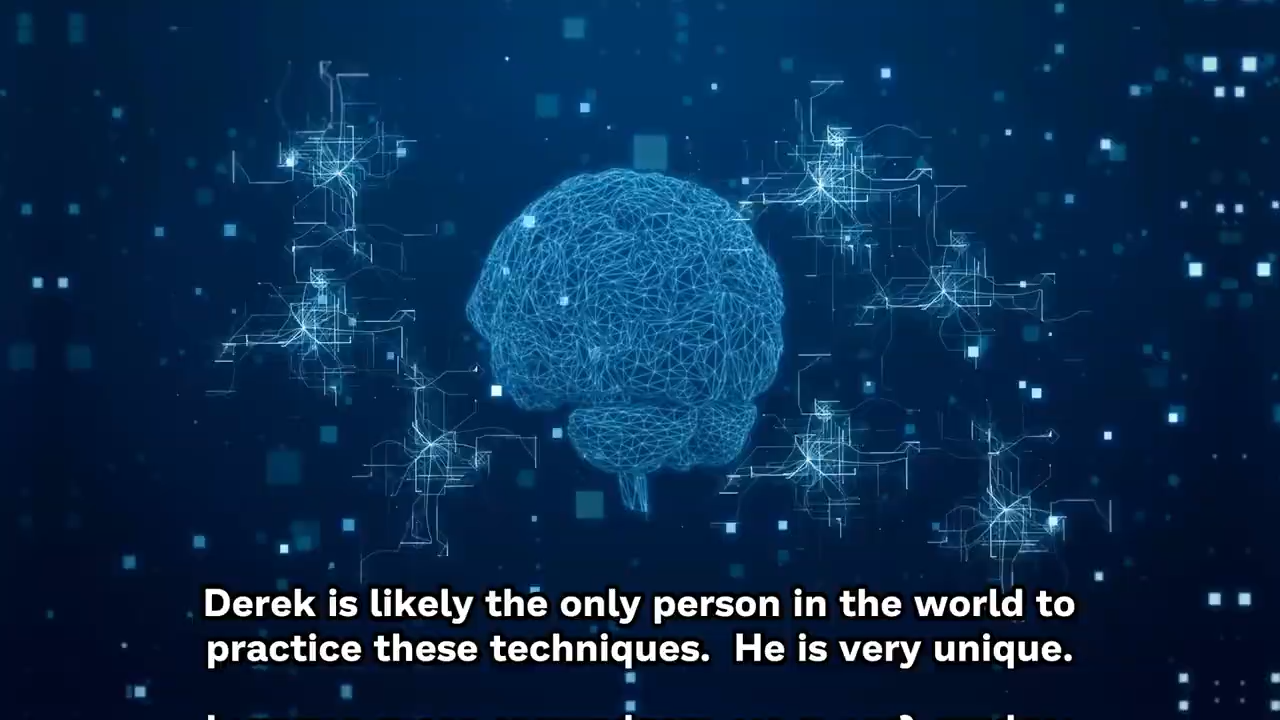 Derek is likely the only person in the world to
practice these techniques.  He is very unique.